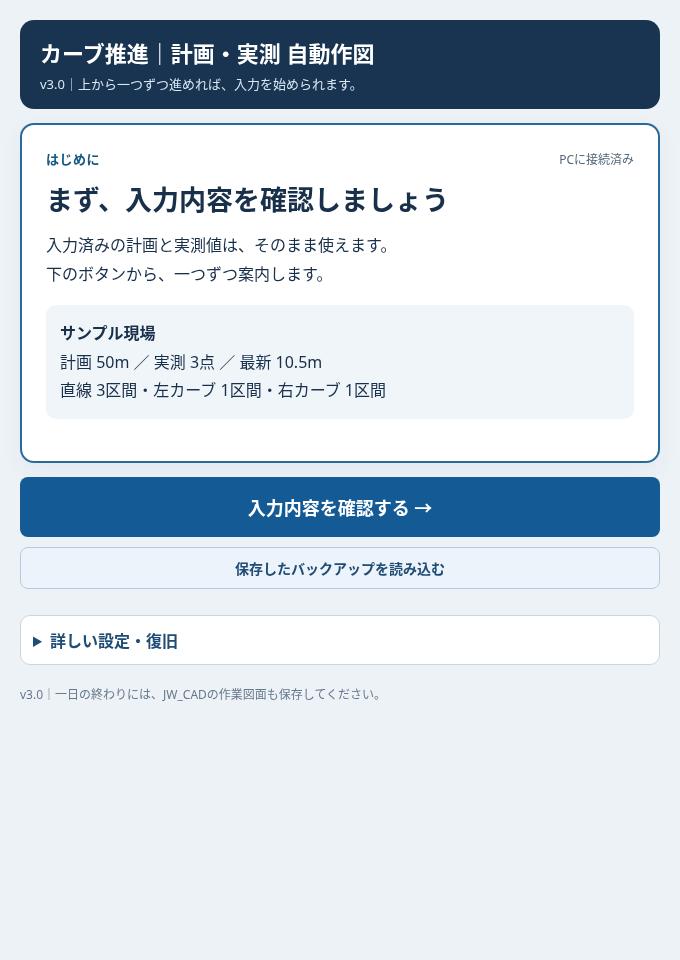 カーブ推進｜計画・実測 自動作図
v3.0｜上から一つずつ進めれば、入力を始められます。
はじめに
PCに接続済み
まず、入力内容を確認しましょう
入力済みの計画と実測値は、そのまま使えます。
下のボタンから、一つずつ案内します。
サンプル現場
計画 50m ／ 実測 3点 ／ 最新 10.5m
直線 3区間・左カーブ 1区間・右カーブ 1区間
入力内容を確認する →
保存したバックアップを読み込む
▶ 詳しい設定・復旧
v3.0｜一日の終わりには、JW_CADの作業図面も保存してください。